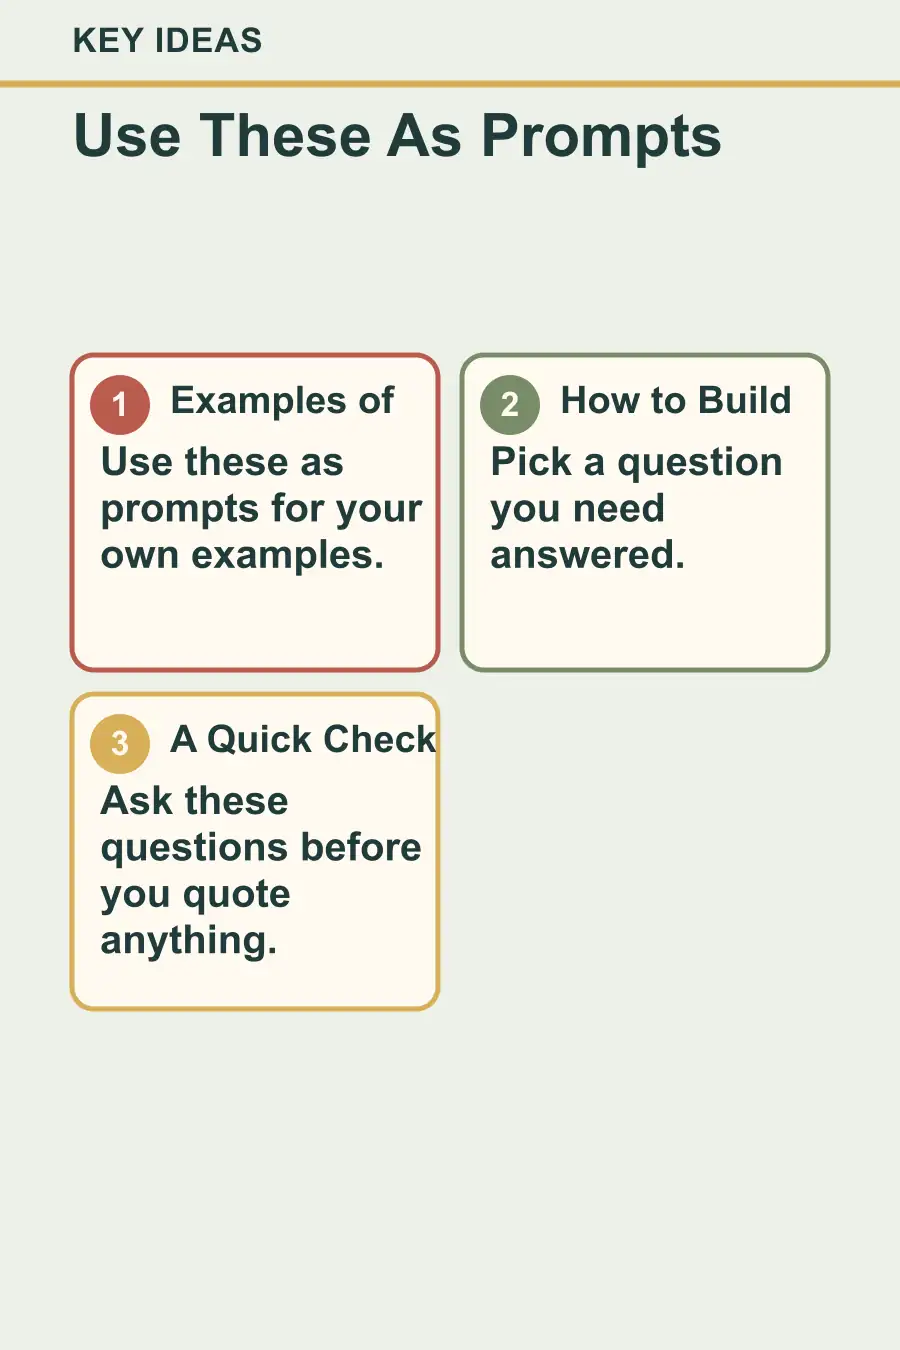 KEY IDEAS
Use These As Prompts
1 Examples of
Use these as
prompts for your
own examples.
2 How to Build
Pick a question
you need
answered.
3 A Quick Check
Ask these
questions before
you quote
anything.